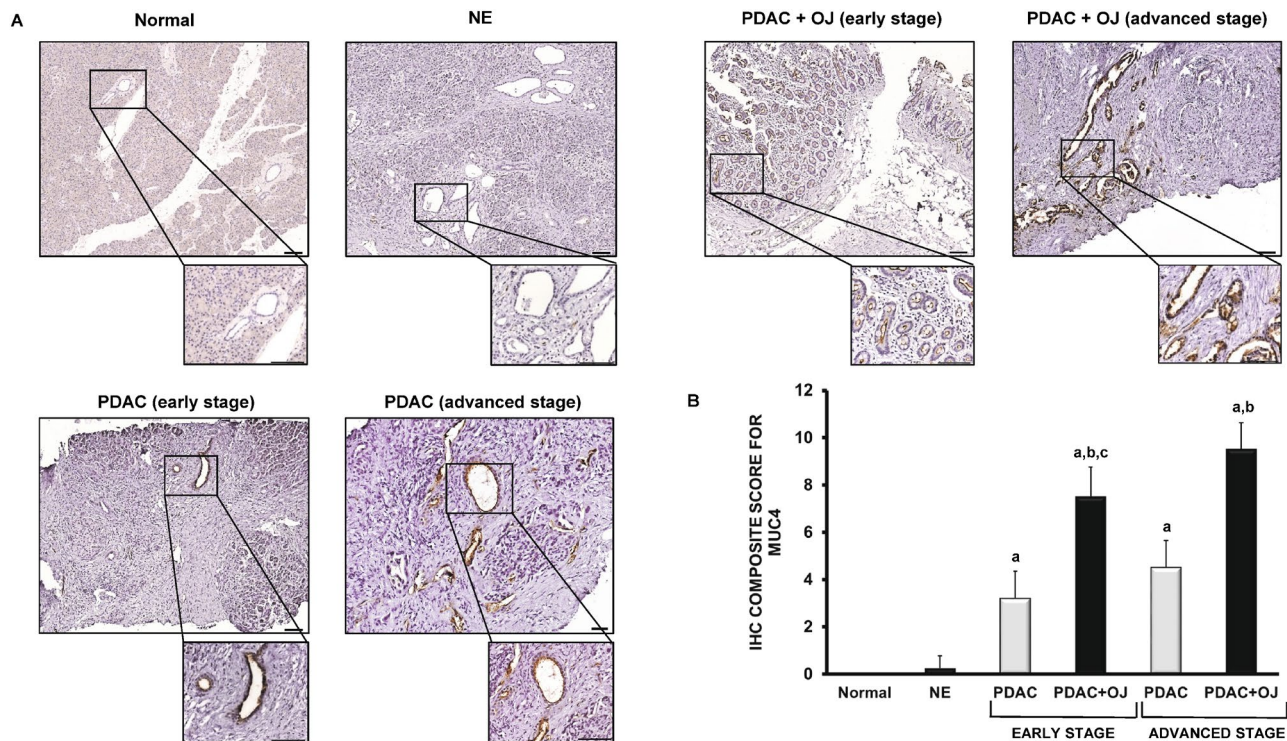 A
Normal
NE
PDAC + OJ (early stage)
PDAC + OJ (advanced stage)
PDAC (early stage)
PDAC (advanced stage)
B
IHC COMPOSITE SCORE FOR
MUC4
12
10
8
6
4
2
0
a
a,b,c
a
a,b
Normal
NE
PDAC
PDAC+OJ
PDAC
PDAC+OJ
EARLY STAGE
ADVANCED STAGE